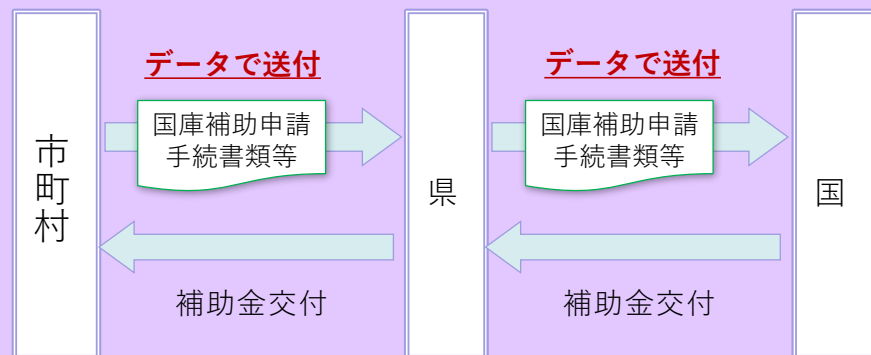 データで送付
データで送付
市町村
国庫補助申請
手続書類等
県
国庫補助申請
手続書類等
国
補助金交付
補助金交付